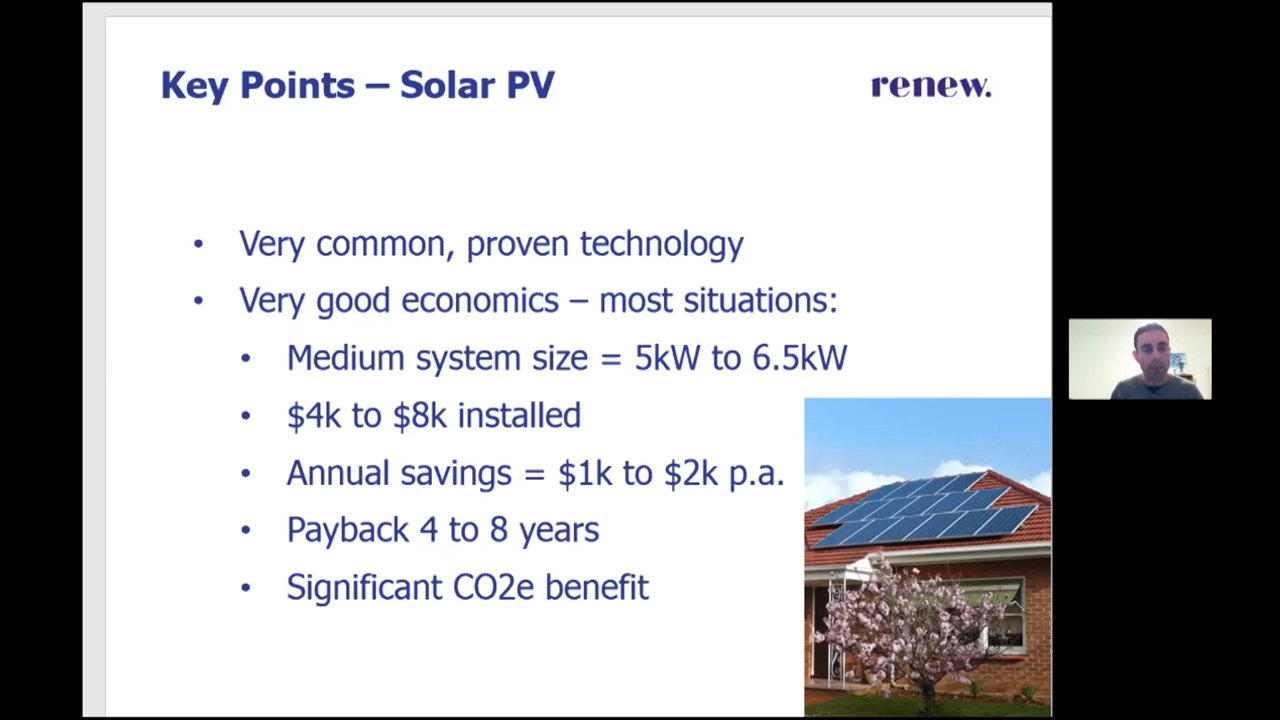 Key Points – Solar PV
renew.
• Very common, proven technology
• Very good economics – most situations:
• Medium system size = 5kW to 6.5kW
• $4k to $8k installed
• Annual savings = $1k to $2k p.a.
• Payback 4 to 8 years
• Significant CO2e benefit